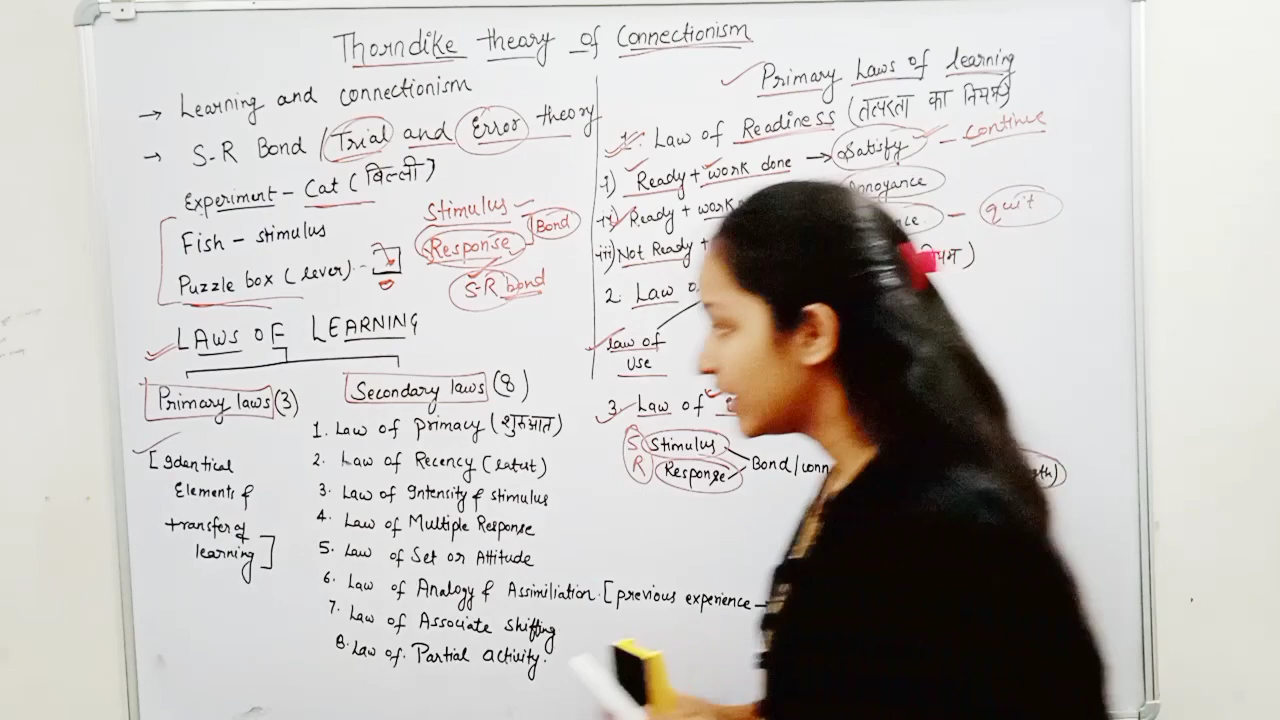 Thorndike theory of Connectionism
→ Learning and connectionism
→ S-R Bond / Trial and Error theory
Experiment - Cat (बिल्ली)
Fish - stimulus
Puzzle box (lever)
Stimulus
Response
Bond
S-R bond
LAWS OF LEARNING
Primary laws (3)
Secondary laws (8)
[Identical
Elements &
transfer of
learning]
1. Law of primacy (शुरुआत)
2. Law of Recency (latest)
3. Law of Intensity of stimulus
4. Law of Multiple Response
5. Law of Set or Attitude
6. Law of Analogy & Assimiliation [previous experience
7. Law of Associate Shifting
8. Law of Partial activity.
Primary Laws of learning
1. Law of Readiness (तत्परता का नियम)
i) Ready + work done → Satisfy - continue
ii) Ready + work Annoyance
iii) Not Ready + - quit
2. Law
law of
Use
3. Law of
S Stimulus
R Response
Bond/